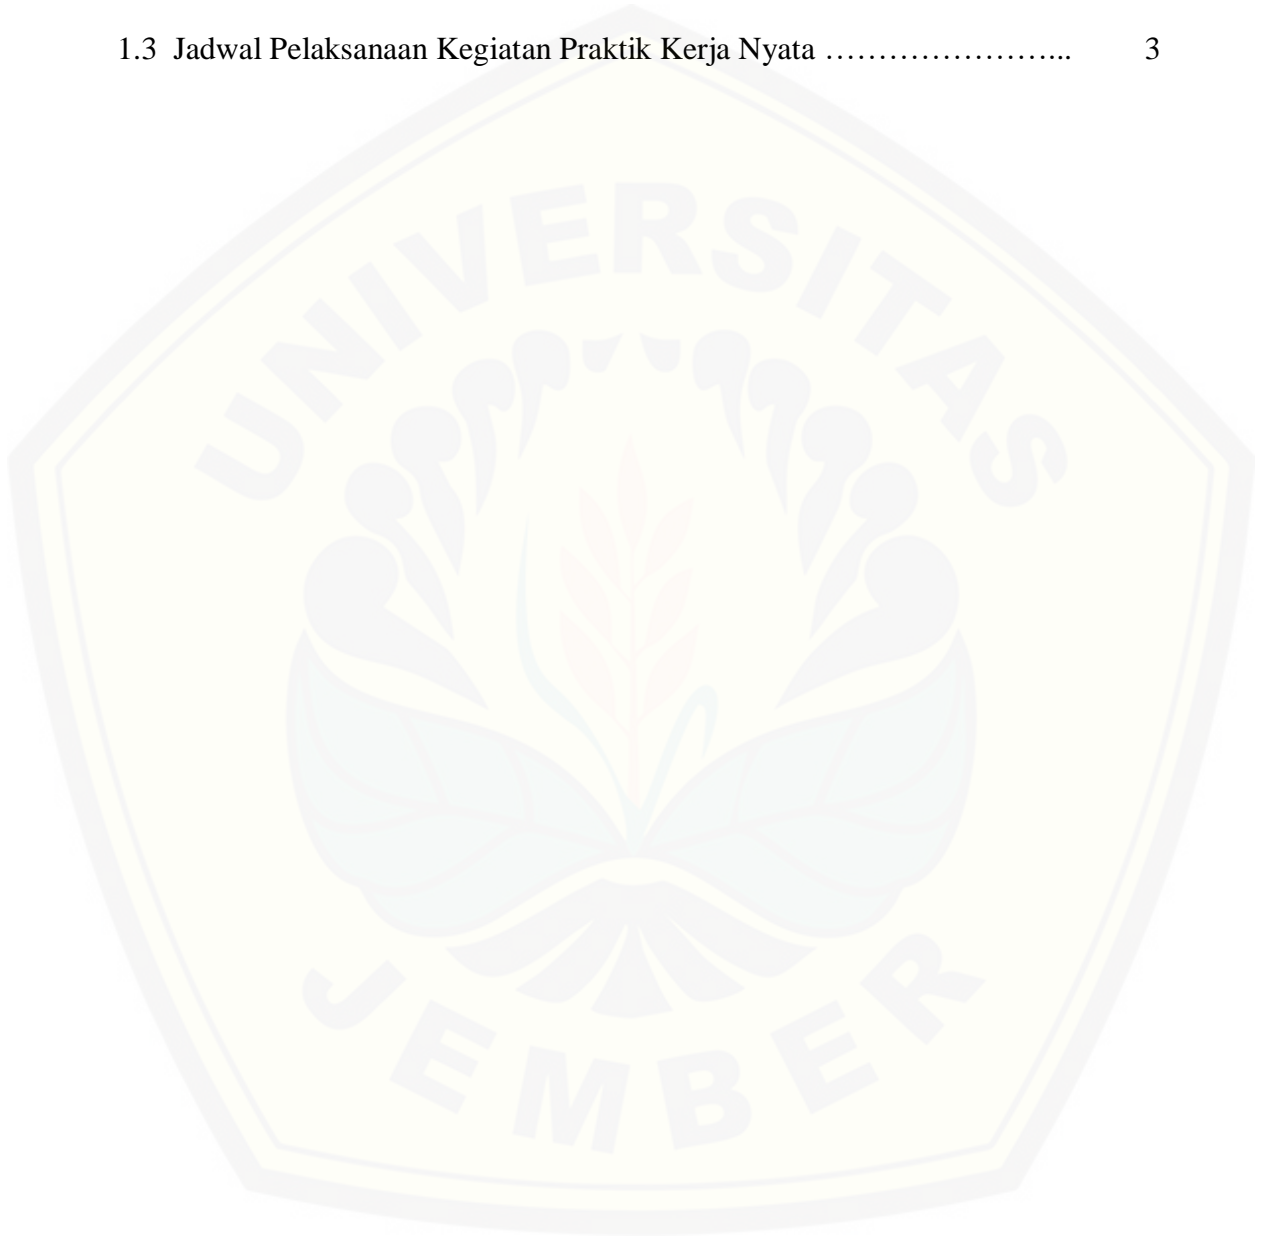 1.3 Jadwal Pelaksanaan Kegiatan Praktik Kerja Nyata …………………... 3
UNIVERSITAS
JEMBER